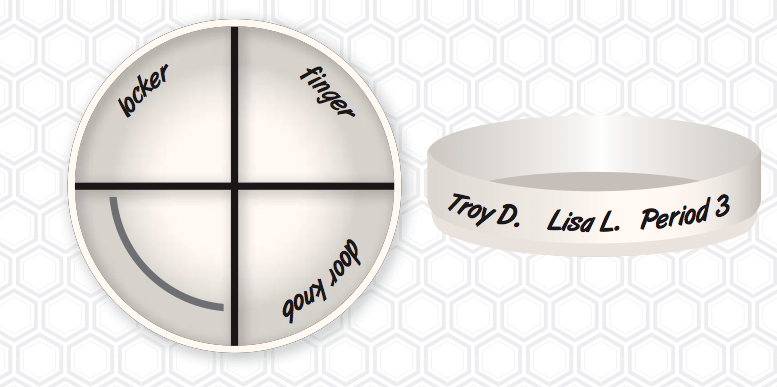 locker
finger
door knob
Troy D. Lisa L. Period 3